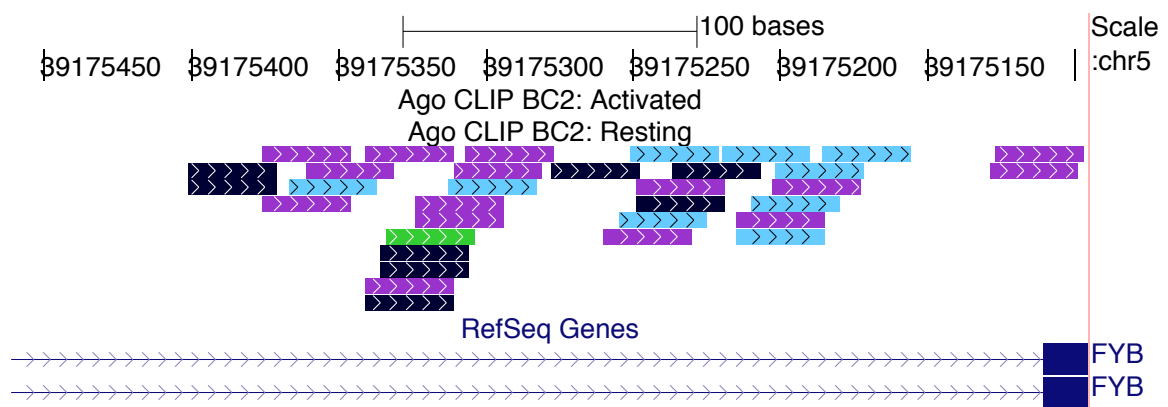 100 bases Scale
39175450 39175400 39175350 39175300 39175250 39175200 39175150 :chr5
Ago CLIP BC2: Activated
Ago CLIP BC2: Resting
RefSeq Genes
FYB
FYB